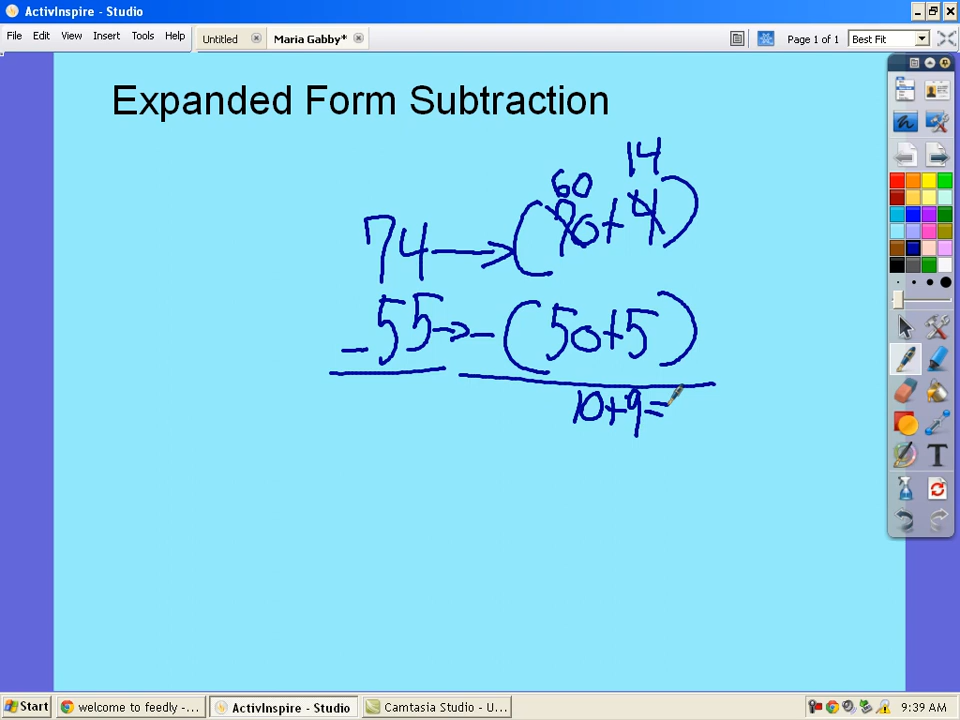 ActivInspire - Studio
File Edit View Insert Tools Help Untitled Maria Gabby* Page 1 of 1 Best Fit
Expanded Form Subtraction
60 14
74 → (70 + 4)
- 55 → - (50 + 5)
10 + 9 =
Start welcome to feedly -... ActivInspire - Studio Camtasia Studio - U... 9:39 AM